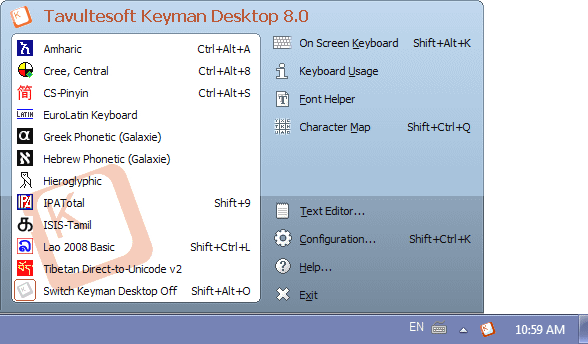 Tavultesoft Keyman Desktop 8.0
Amharic Ctrl+Alt+A
Cree, Central Ctrl+Alt+8
简 CS-Pinyin Ctrl+Alt+S
LATIN EuroLatin Keyboard
α Greek Phonetic (Galaxie)
א Hebrew Phonetic (Galaxie)
Hieroglyphic
IPA IPATotal Shift+9
ISIS-Tamil
Lao 2008 Basic Shift+Ctrl+L
Tibetan Direct-to-Unicode v2
K Switch Keyman Desktop Off Shift+Alt+O
On Screen Keyboard Shift+Alt+K
Keyboard Usage
Font Helper
Character Map Shift+Ctrl+Q
Text Editor...
Configuration... Shift+Ctrl+K
Help...
Exit
EN 10:59 AM